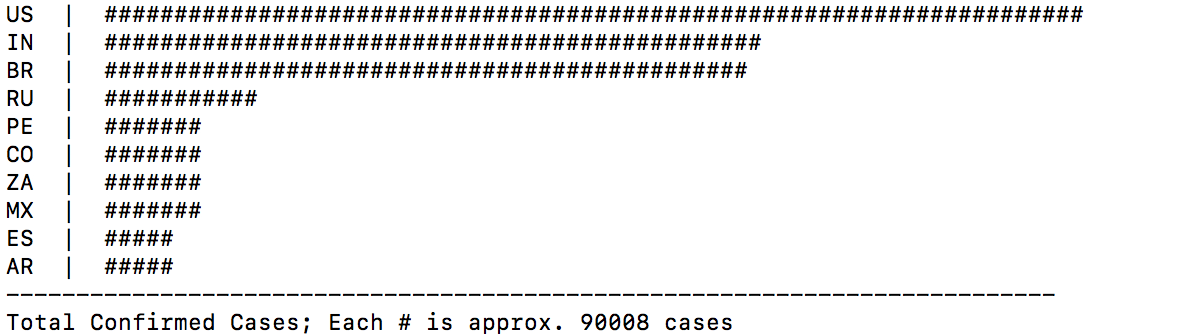 US  |  ######################################################################
IN  |  ###############################################
BR  |  ##############################################
RU  |  ###########
PE  |  #######
CO  |  #######
ZA  |  #######
MX  |  #######
ES  |  #####
AR  |  #####
---------------------------------------------------------------------------
Total Confirmed Cases; Each # is approx. 90008 cases